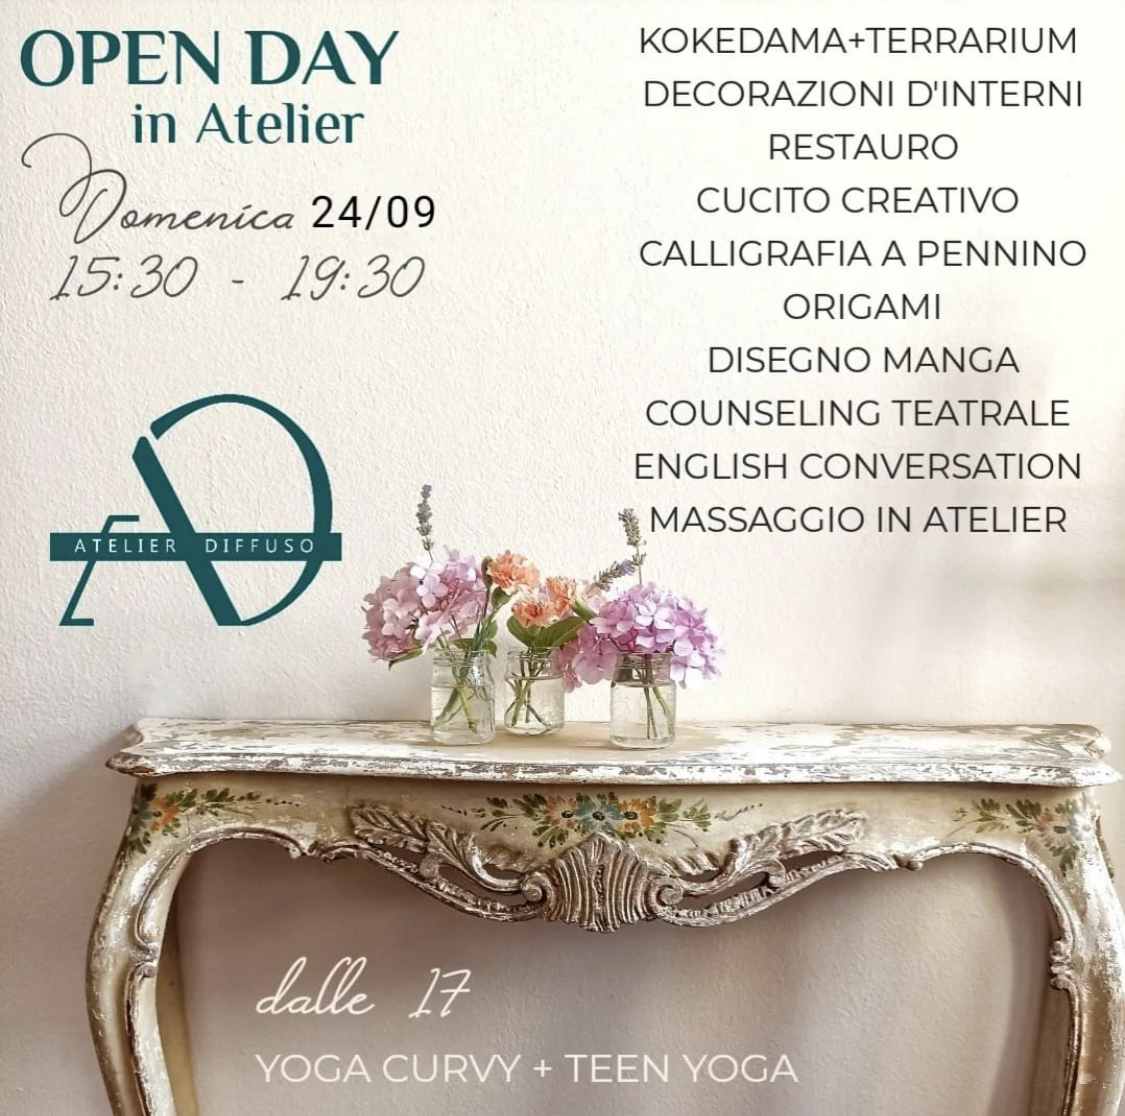 OPEN DAY
in Atelier
Domenica 24/09
15:30 - 19:30
ATELIER DIFFUSO
KOKEDAMA+TERRARIUM
DECORAZIONI D'INTERNI
RESTAURO
CUCITO CREATIVO
CALLIGRAFIA A PENNINO
ORIGAMI
DISEGNO MANGA
COUNSELING TEATRALE
ENGLISH CONVERSATION
MASSAGGIO IN ATELIER
dalle 17
YOGA CURVY + TEEN YOGA